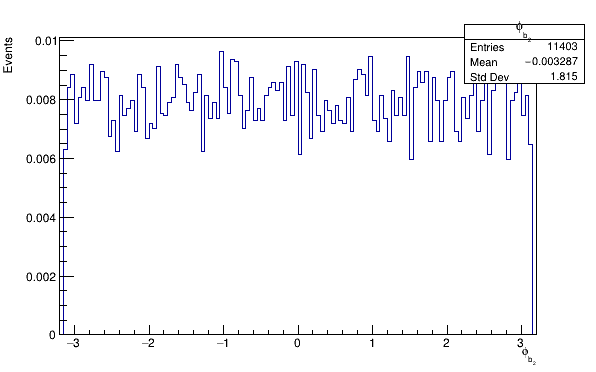 ϕ_b₂
Entries 11403
Mean −0.003287
Std Dev 1.815
Events
0.01
0.008
0.006
0.004
0.002
0
−3 −2 −1 0 1 2 3
ϕ_b₂